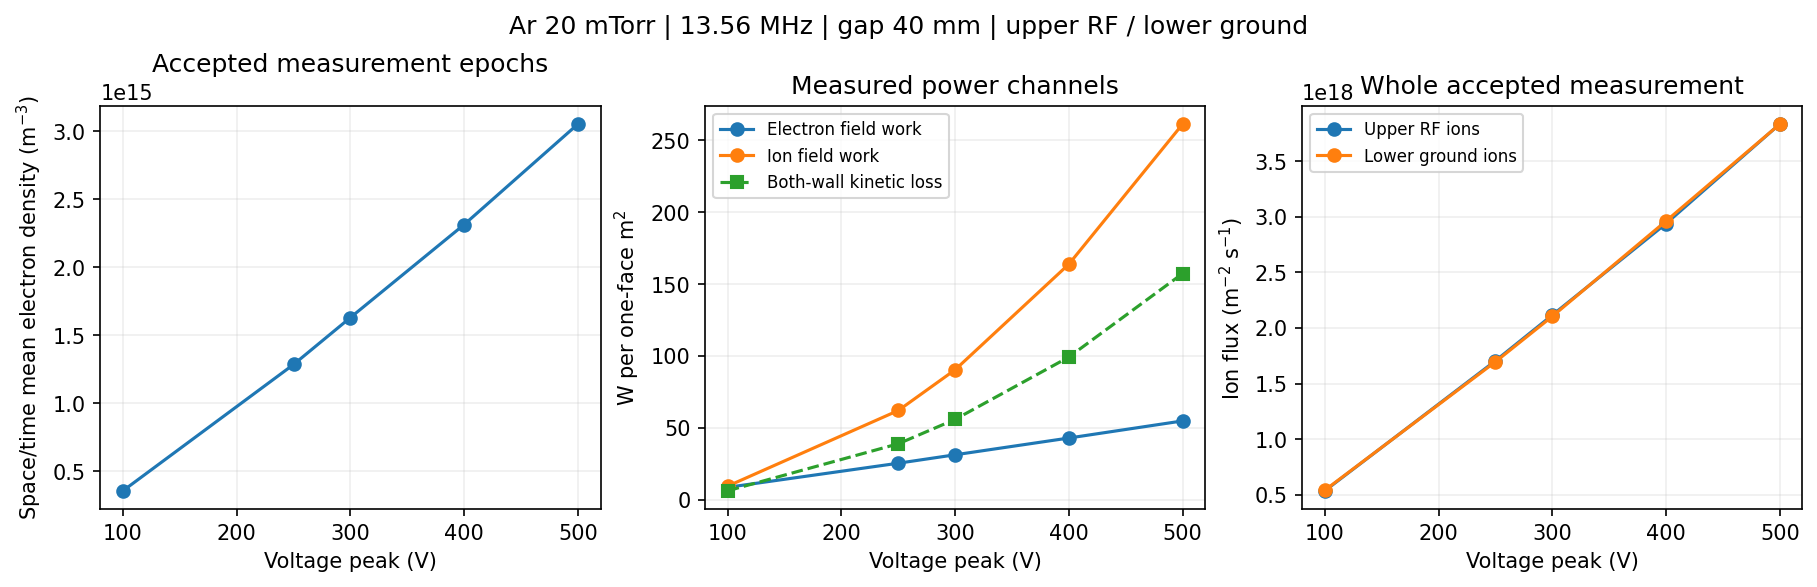 Ar 20 mTorr | 13.56 MHz | gap 40 mm | upper RF / lower ground
Accepted measurement epochs
1e15
Space/time mean electron density (m⁻³)
3.0
2.5
2.0
1.5
1.0
0.5
100 200 300 400 500
Voltage peak (V)
Measured power channels
Electron field work
Ion field work
Both-wall kinetic loss
W per one-face m²
250
200
150
100
50
0
100 200 300 400 500
Voltage peak (V)
Whole accepted measurement
1e18
Upper RF ions
Lower ground ions
Ion flux (m⁻² s⁻¹)
3.5
3.0
2.5
2.0
1.5
1.0
0.5
100 200 300 400 500
Voltage peak (V)